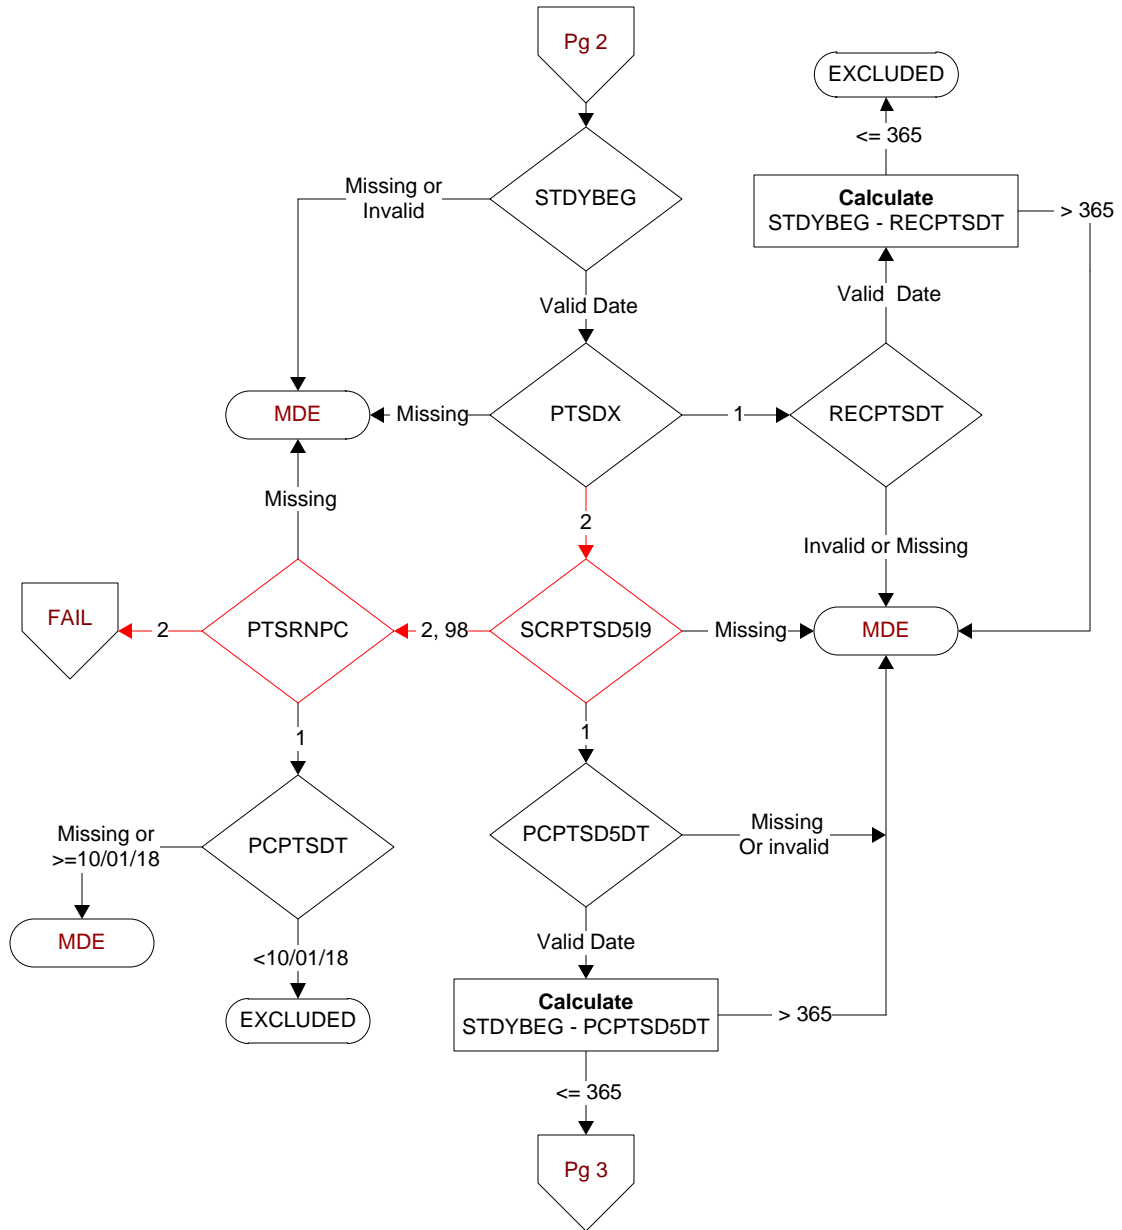 Pg 2
EXCLUDED
<= 365
Missing or
Invalid
STDYBEG
Calculate
STDYBEG - RECPTSDT
> 365
Valid Date
Valid  Date
MDE
Missing
PTSDX
1
RECPTSDT
Missing
2
Invalid or Missing
FAIL
2
PTSRNPC
2, 98
SCRPTSD5I9
Missing
MDE
1
1
Missing or
>=10/01/18
PCPTSDT
PCPTSD5DT
Missing
Or invalid
MDE
<10/01/18
Valid Date
EXCLUDED
Calculate
STDYBEG - PCPTSD5DT
> 365
<= 365
Pg 3